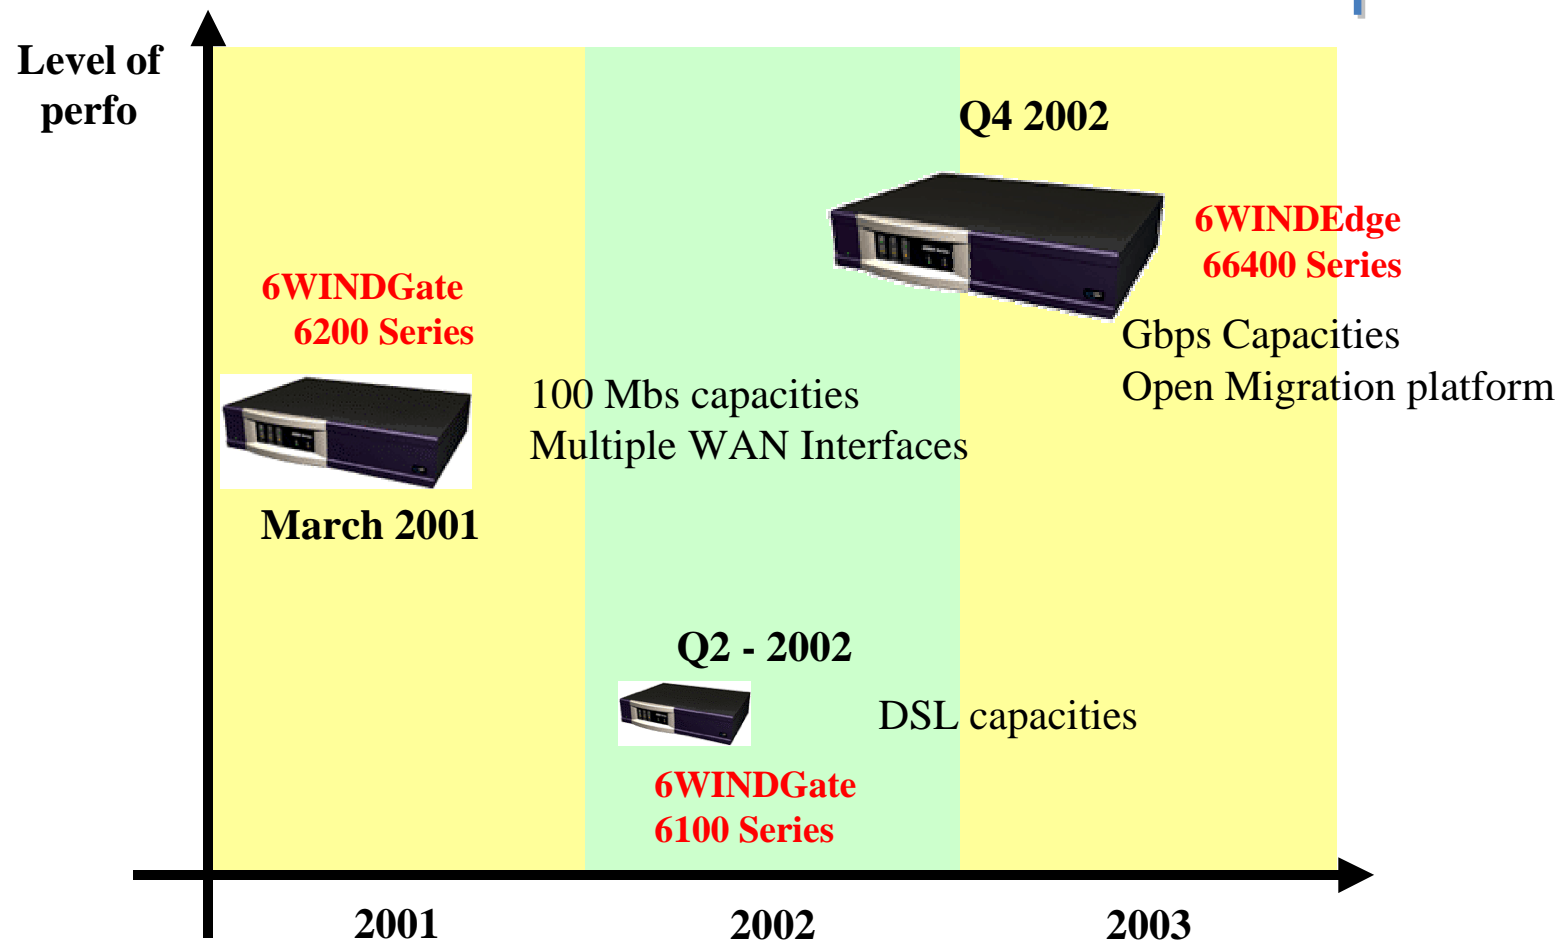 Level of
perfo
Q4 2002
6WINDEdge
66400 Series
Gbps Capacities
Open Migration platform
6WINDGate
6200 Series
100 Mbs capacities
Multiple WAN Interfaces
March 2001
Q2 - 2002
DSL capacities
6WINDGate
6100 Series
2001
2002
2003